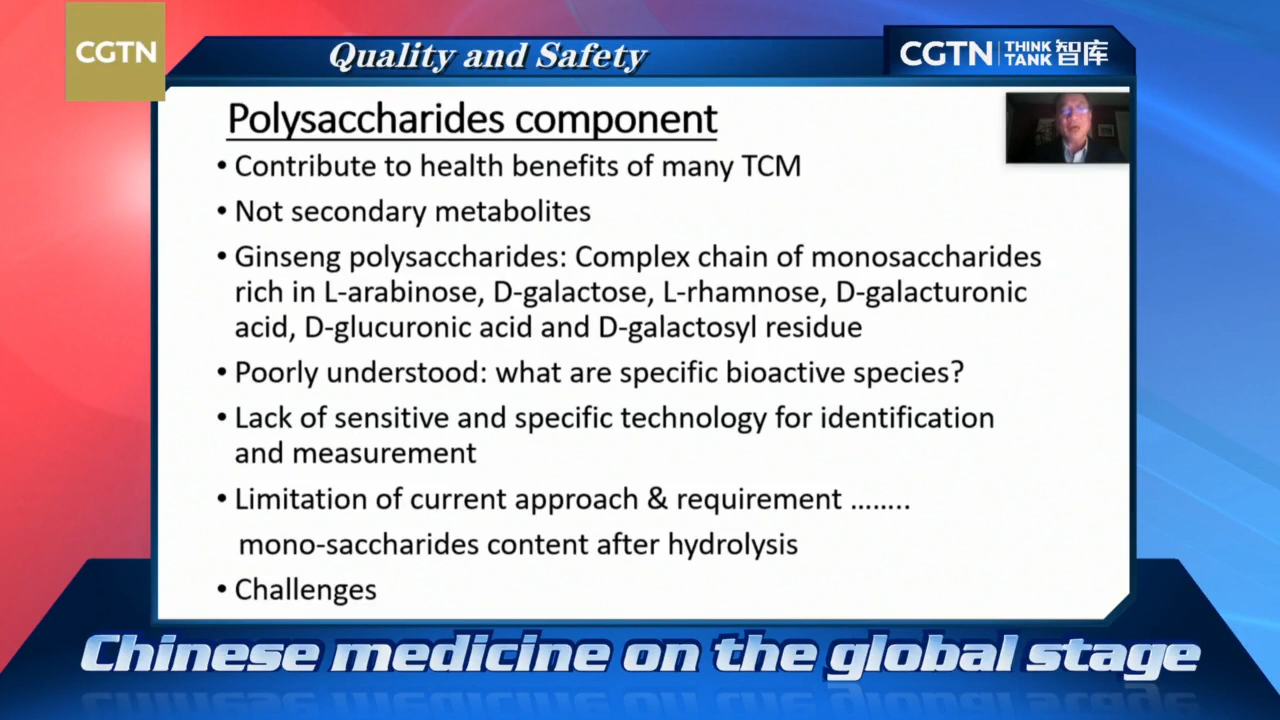 CGTN
Quality and Safety
CGTN THINK TANK 智库
Polysaccharides component
• Contribute to health benefits of many TCM
• Not secondary metabolites
• Ginseng polysaccharides: Complex chain of monosaccharides
rich in L-arabinose, D-galactose, L-rhamnose, D-galacturonic
acid, D-glucuronic acid and D-galactosyl residue
• Poorly understood: what are specific bioactive species?
• Lack of sensitive and specific technology for identification
and measurement
• Limitation of current approach & requirement ........
mono-saccharides content after hydrolysis
• Challenges
Chinese medicine on the global stage